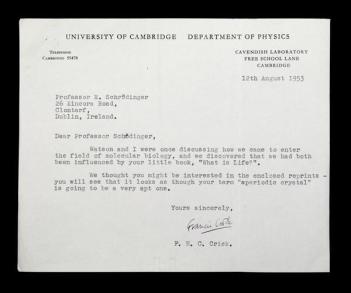 UNIVERSITY OF CAMBRIDGE DEPARTMENT OF PHYSICS
TELEPHONE
CAMBRIDGE 55478
CAVENDISH LABORATORY
FREE SCHOOL LANE
CAMBRIDGE
12th August 1953
Professor E. Schrödinger
26 Kincora Road,
Clontarf,
Dublin, Ireland.
Dear Professor Schrödinger,
Watson and I were once discussing how we came to enter
the field of molecular biology, and we discovered that we had both
been influenced by your little book, "What is Life?".
We thought you might be interested in the enclosed reprints -
you will see that it looks as though your term "aperiodic crystal"
is going to be a very apt one.
Yours sincerely,
Francis Crick
F. H. C. Crick.